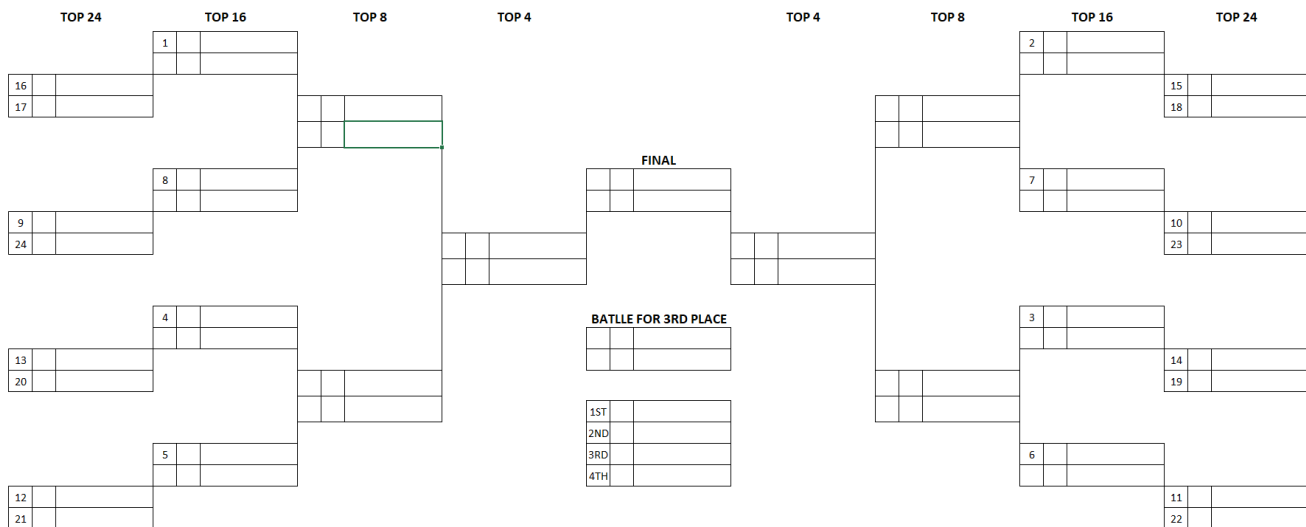 TOP 24 TOP 16 TOP 8 TOP 4 TOP 4 TOP 8 TOP 16 TOP 24
1 2
16 15
17 18
FINAL
8 7
9 10
24 23
4 BATLLE FOR 3RD PLACE 3
13 14
20 19
1ST
2ND
5 3RD 6
4TH
12 11
21 22